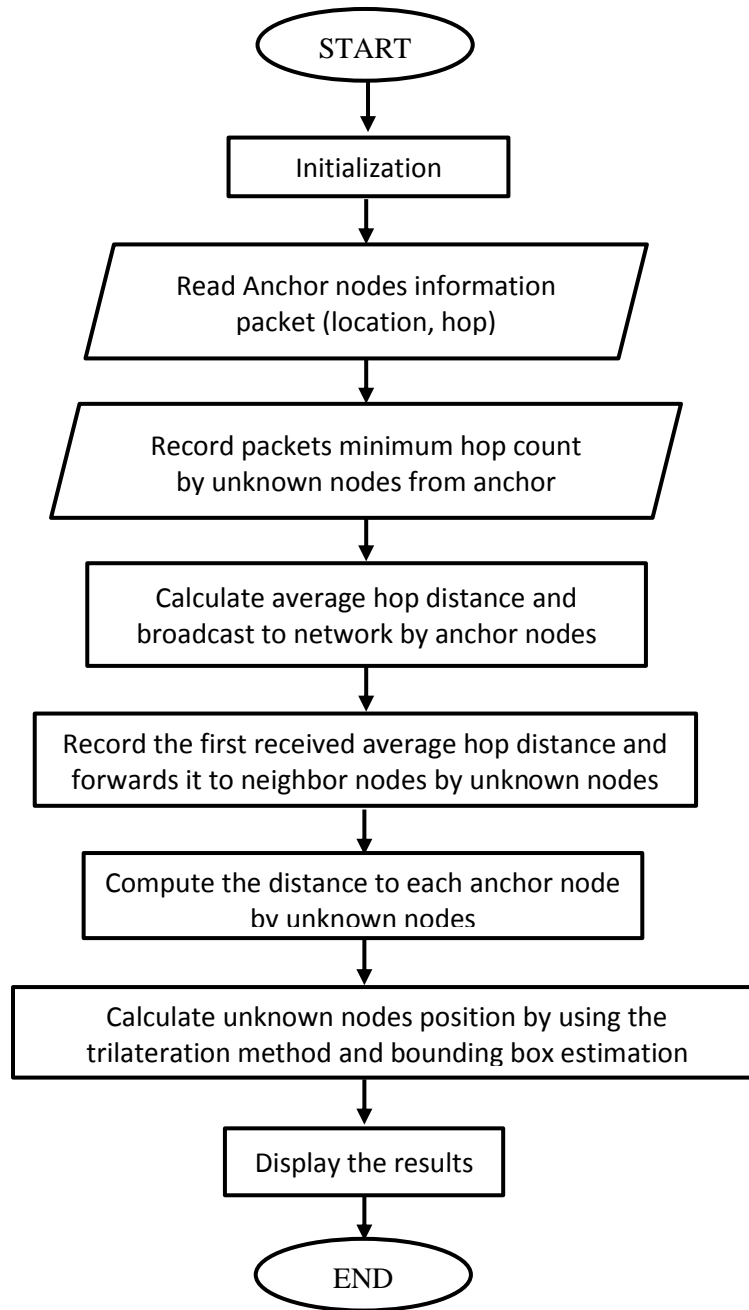 START
Initialization
Read Anchor nodes information
packet (location, hop)
Record packets minimum hop count
by unknown nodes from anchor
Calculate average hop distance and
broadcast to network by anchor nodes
Record the first received average hop distance and
forwards it to neighbor nodes by unknown nodes
Compute the distance to each anchor node
by unknown nodes
Calculate unknown nodes position by using the
trilateration method and bounding box estimation
Display the results
END